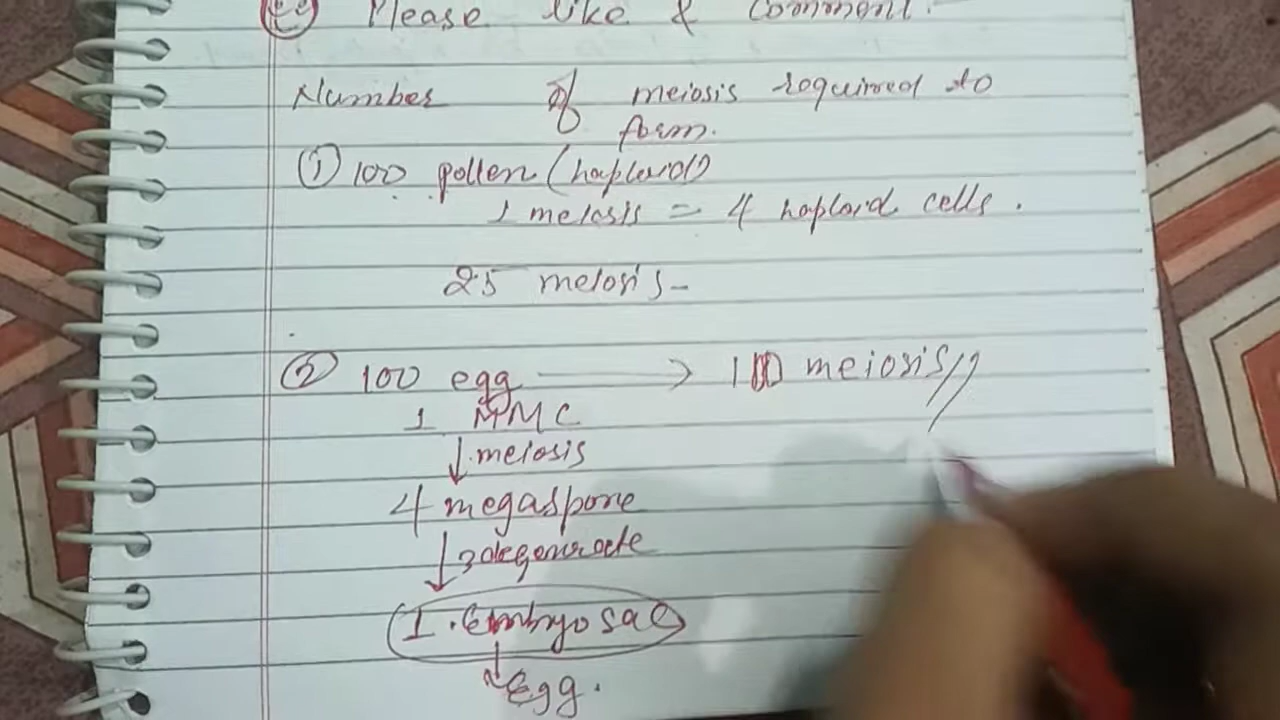 Please like & Comment.
Number of meiosis required to
form.
① 100 pollen (haploid)
1 meiosis = 4 haploid cells.
25 meiosis-
② 100 egg → 100 meiosis//
1 MMC
↓ meiosis
4 megaspore
↓ 3 degenrate
1. Embryo sac
↓
Egg.